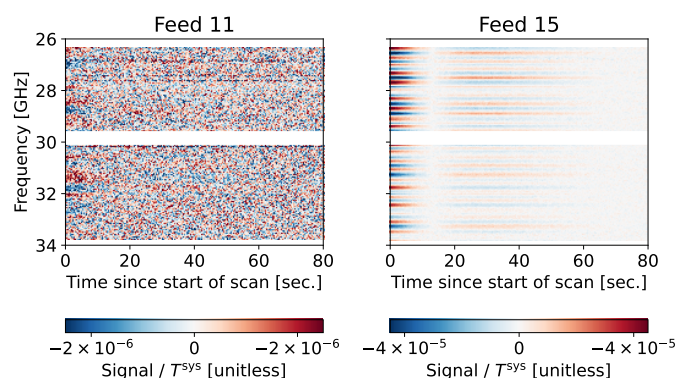 Feed 11
Feed 15
Frequency [GHz]
26
28
30
32
34
0 20 40 60 80
0 20 40 60 80
Time since start of scan [sec.]
Time since start of scan [sec.]
−2 × 10⁻⁶ 0 −2 × 10⁻⁶
−4 × 10⁻⁵ 0 −4 × 10⁻⁵
Signal / Tˢʸˢ [unitless]
Signal / Tˢʸˢ [unitless]